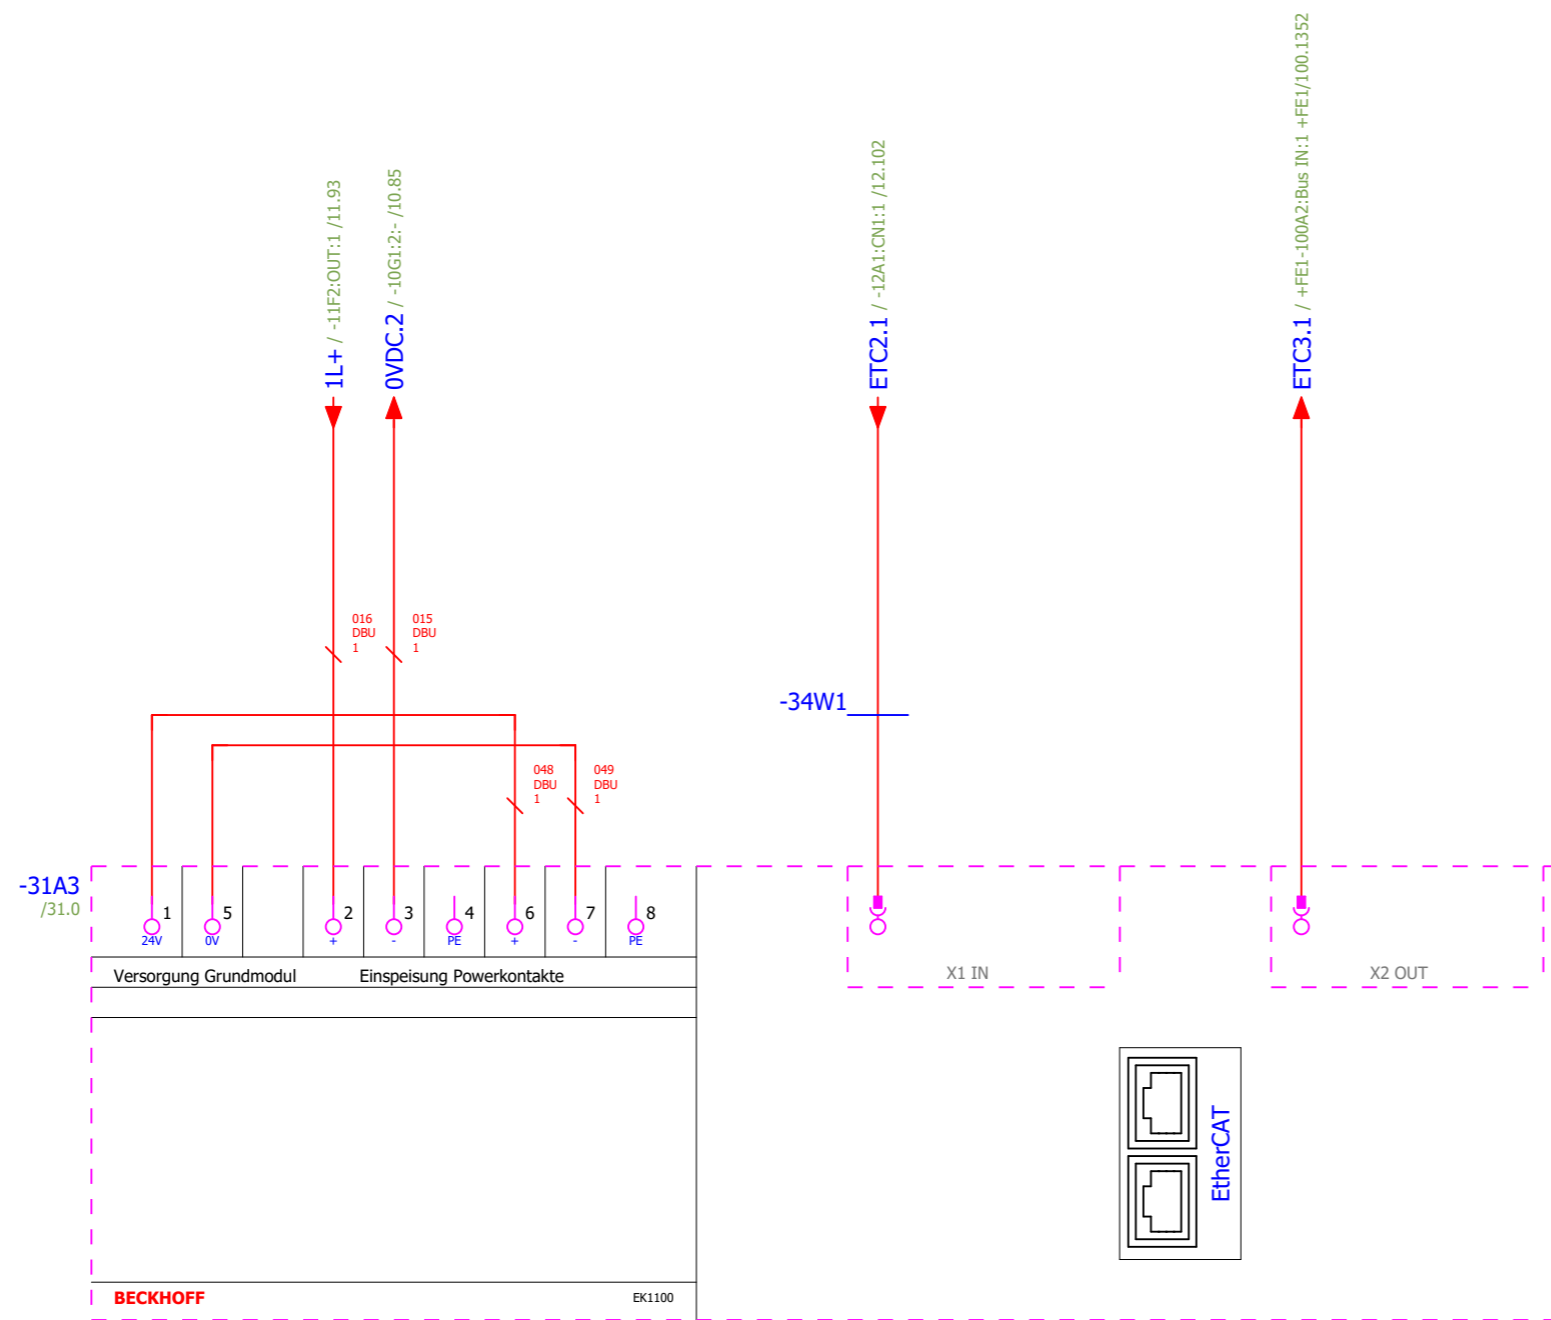 1L+ / -11F2:OUT:1 /11.93
0VDC.2 / -10G1:2:- /10.85
ETC2.1 / -12A1:CN1:1 /12.102
ETC3.1 / +FE1-100A2:Bus IN:1 +FE1/100.1352
016
DBU
1
015
DBU
1
-34W1
048
DBU
1
049
DBU
1
-31A3
/31.0
1
5
2
3
4
6
7
8
24V
0V
+
-
PE
+
-
PE
Versorgung Grundmodul
Einspeisung Powerkontakte
X1 IN
X2 OUT
EtherCAT
BECKHOFF
EK1100